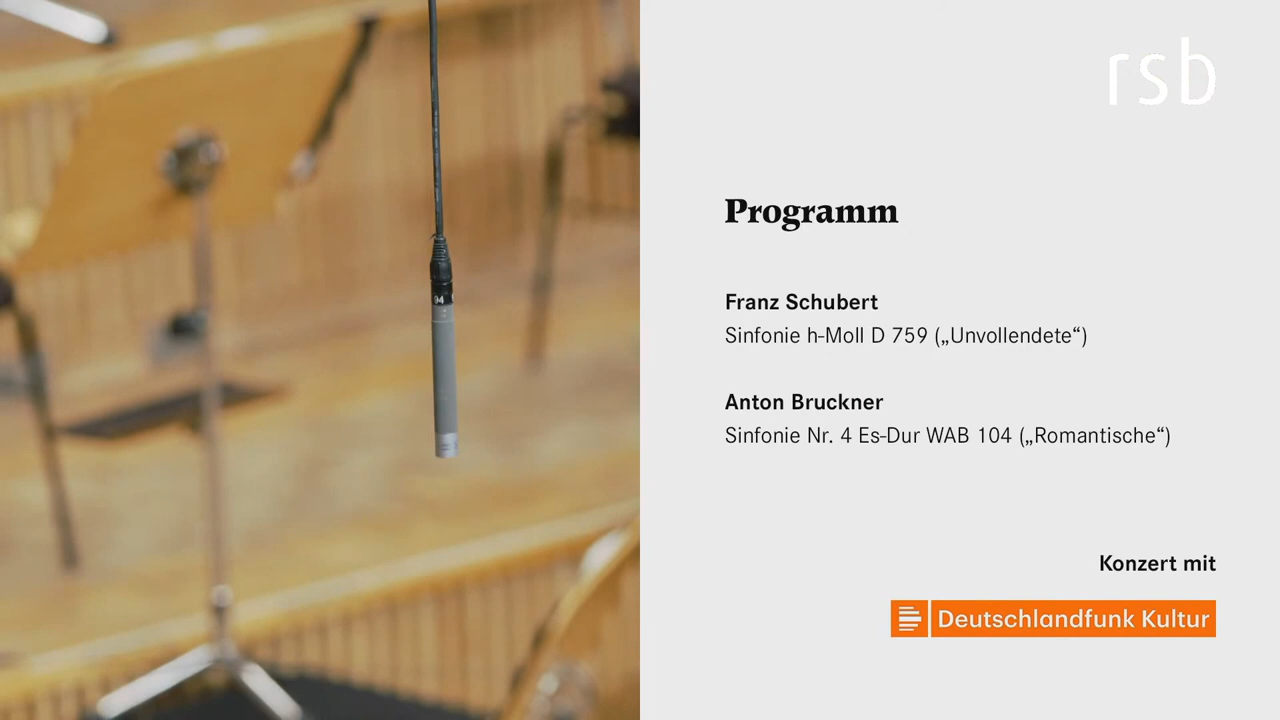 rsb
Programm
Franz Schubert
Sinfonie h-Moll D 759 („Unvollendete“)
Anton Bruckner
Sinfonie Nr. 4 Es-Dur WAB 104 („Romantische“)
Konzert mit
Deutschlandfunk Kultur
94